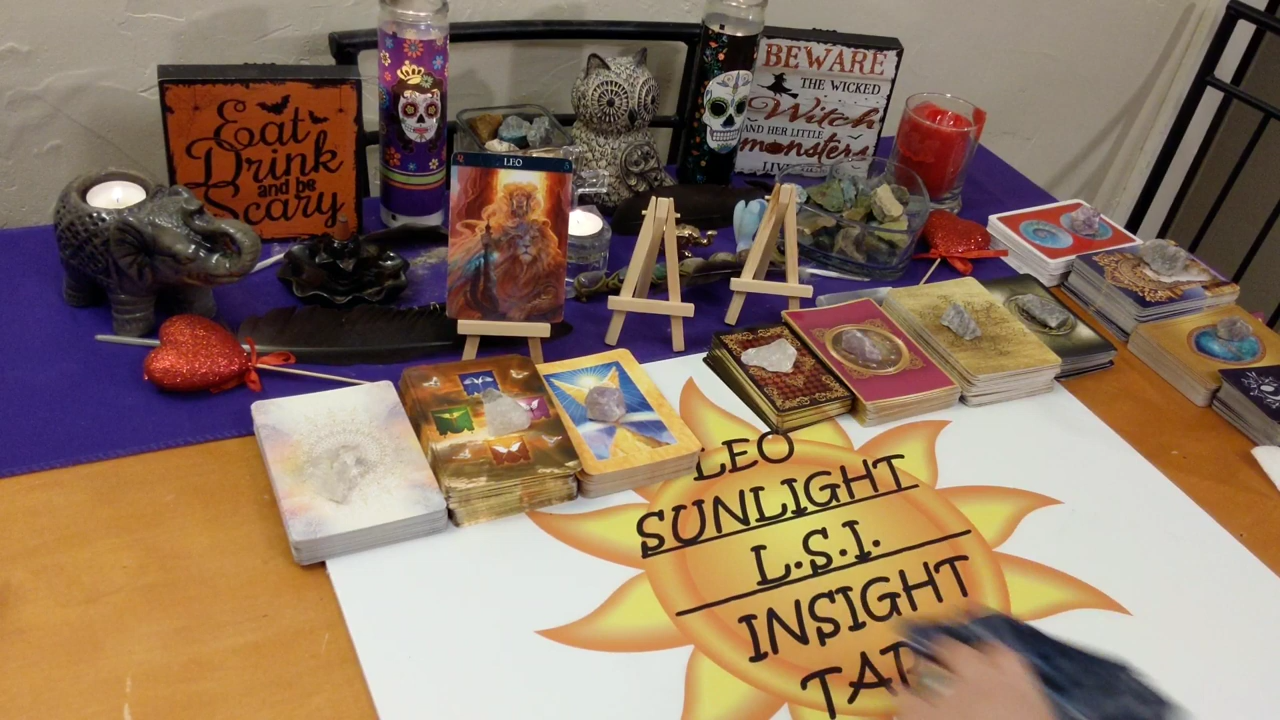 Eat
Drink
and be
Scary
BEWARE
THE WICKED
Witch
AND HER LITTLE
monsters
LEO
LEO
SUNLIGHT
L.S.I.
INSIGHT